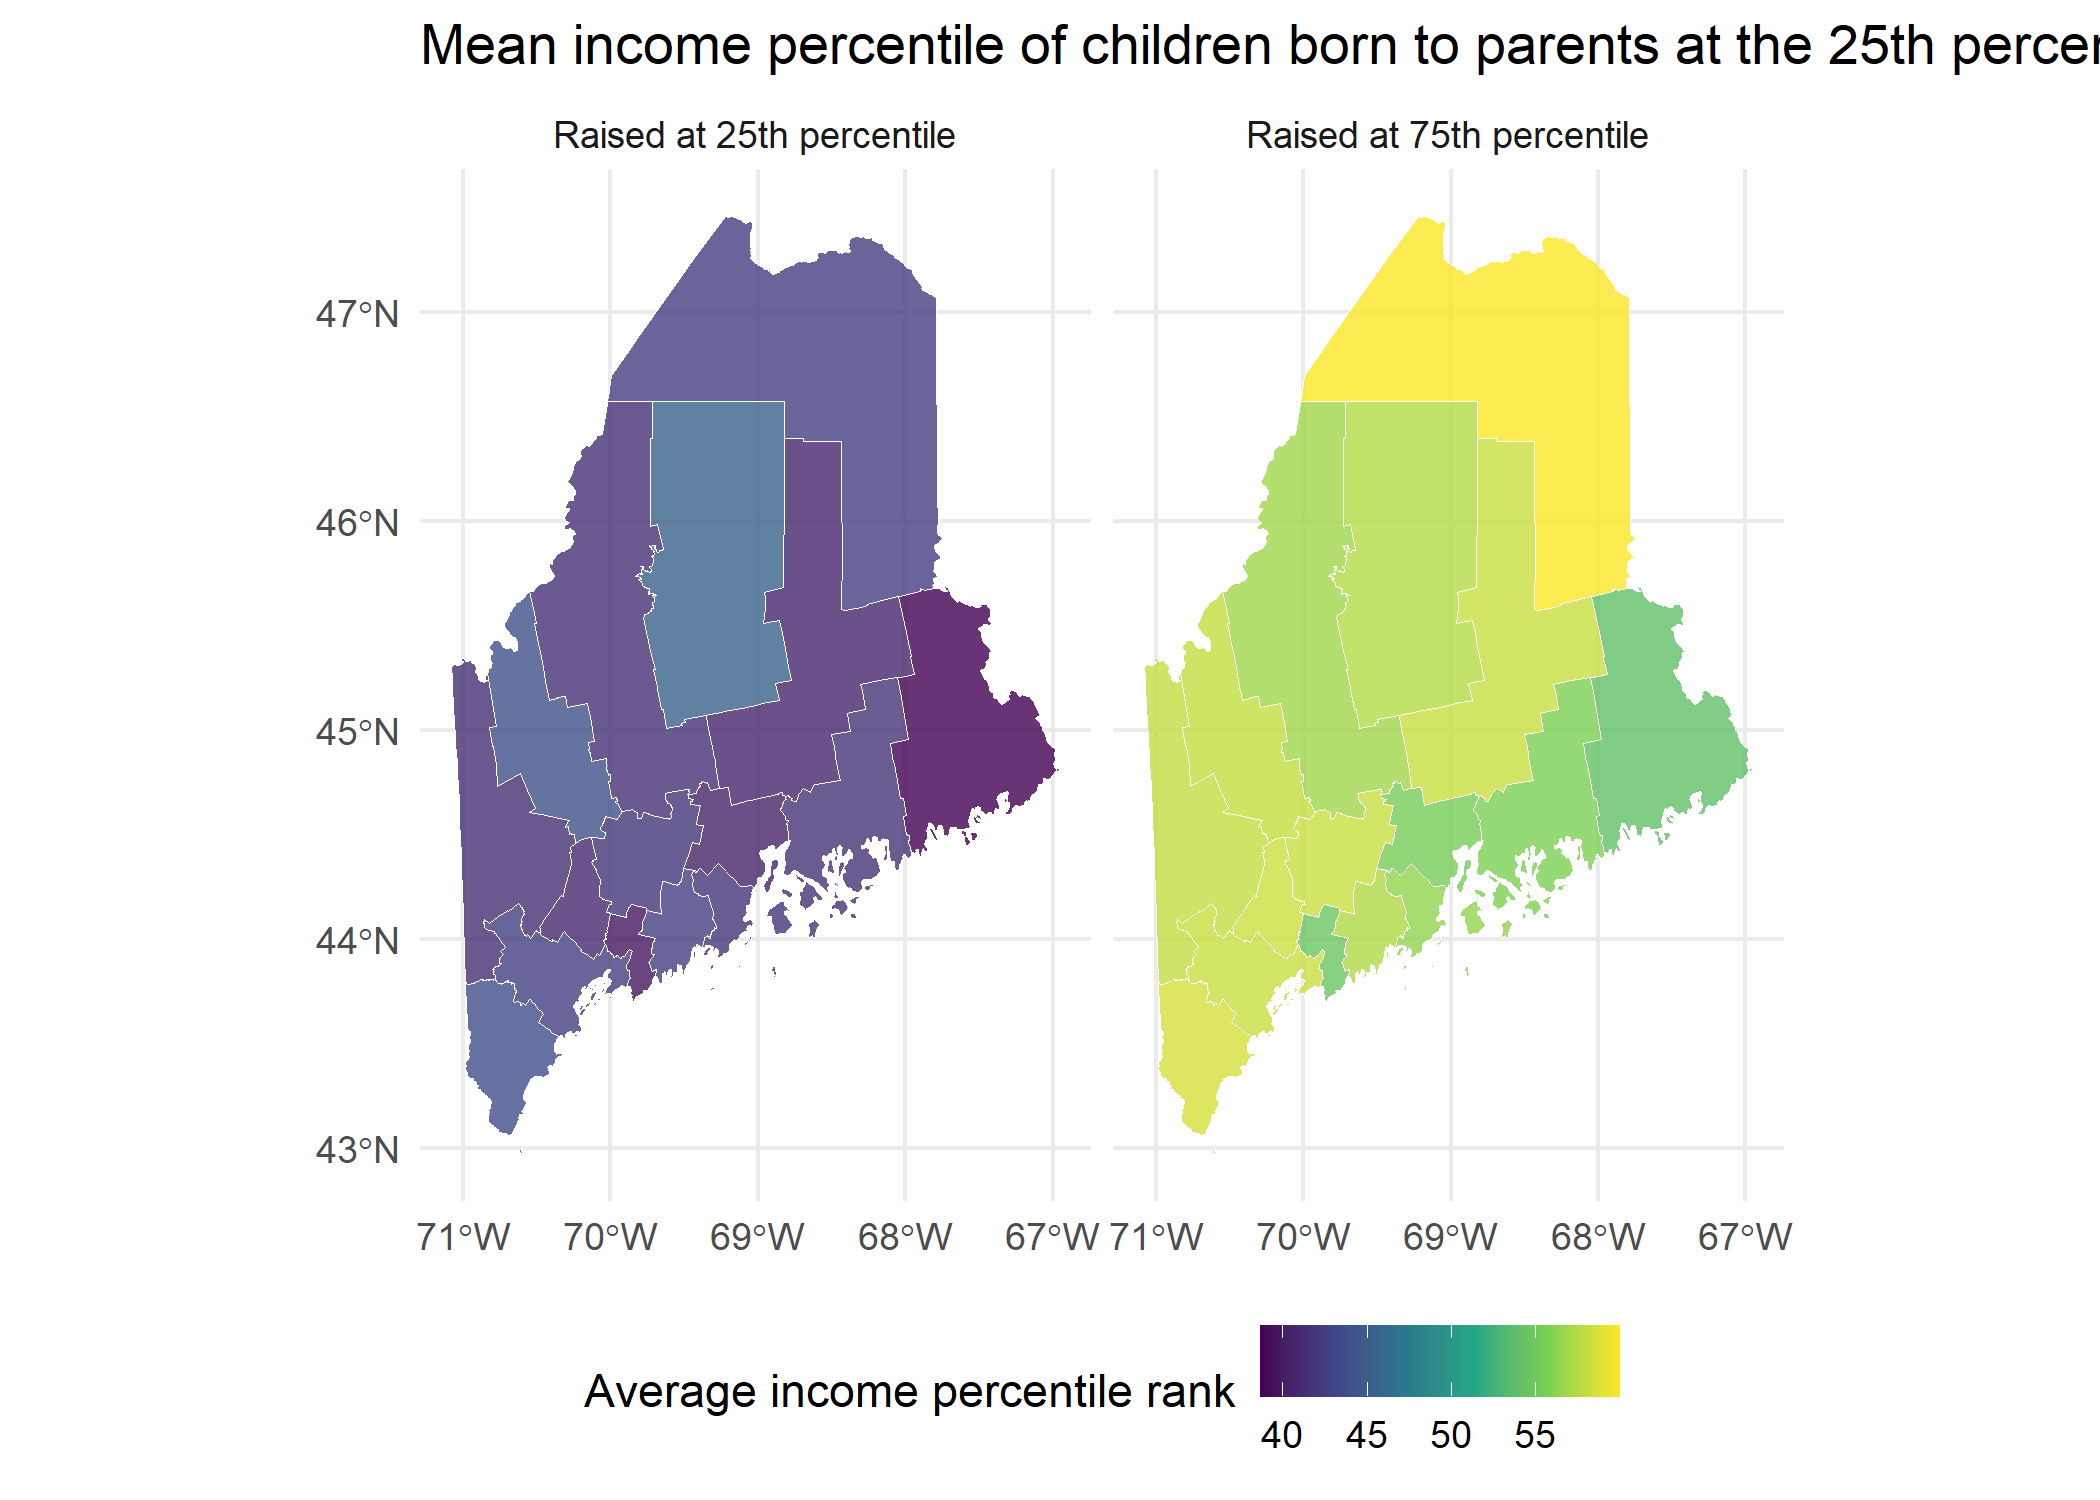 Mean income percentile of children born to parents at the 25th
Raised at 25th percentile
Raised at 75th percentile
47°N
46°N
45°N
44°N
43°N
71°W 70°W 69°W 68°W 67°W 71°W 70°W 69°W 68°W 67°W
Average income percentile rank
40 45 50 55